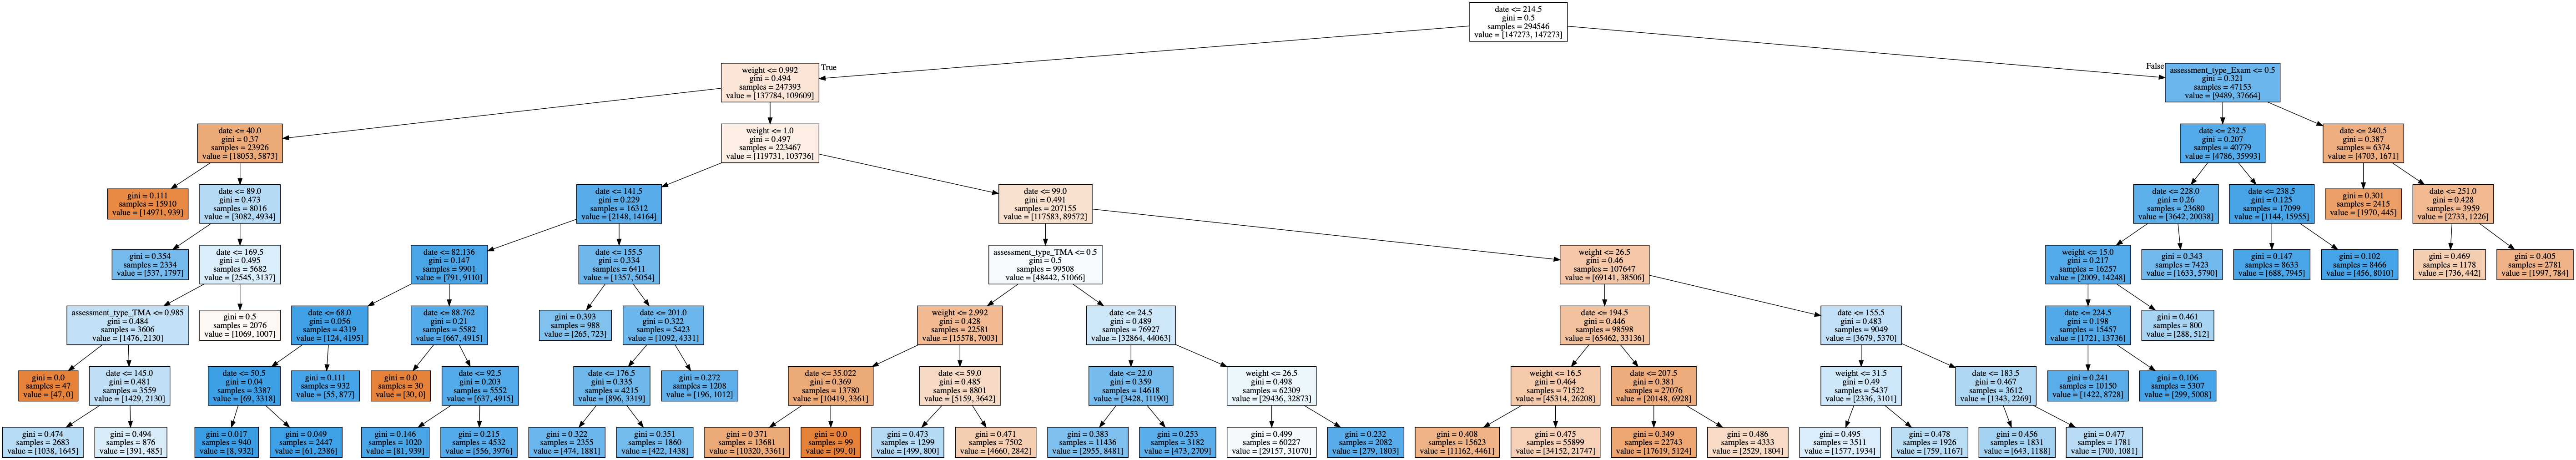 date <= 214.5
gini = 0.5
samples = 294546
value = [147273, 147273]
True
False
weight <= 0.992
gini = 0.494
samples = 247393
value = [137784, 109609]
assessment_type_Exam <= 0.5
gini = 0.321
samples = 47153
value = [9489, 37664]
date <= 40.0
gini = 0.37
samples = 23926
value = [18053, 5873]
weight <= 1.0
gini = 0.497
samples = 223467
value = [119731, 103736]
date <= 232.5
gini = 0.207
samples = 40779
value = [4786, 35993]
date <= 240.5
gini = 0.387
samples = 6374
value = [4703, 1671]
gini = 0.111
samples = 15910
value = [14971, 939]
date <= 89.0
gini = 0.473
samples = 8016
value = [3082, 4934]
date <= 141.5
gini = 0.229
samples = 16312
value = [2148, 14164]
date <= 99.0
gini = 0.491
samples = 207155
value = [117583, 89572]
date <= 228.0
gini = 0.26
samples = 23680
value = [3642, 20038]
date <= 238.5
gini = 0.125
samples = 17099
value = [1144, 15955]
gini = 0.301
samples = 2415
value = [1970, 445]
date <= 251.0
gini = 0.428
samples = 3959
value = [2733, 1226]
gini = 0.354
samples = 2334
value = [537, 1797]
date <= 169.5
gini = 0.495
samples = 5682
value = [2545, 3137]
date <= 82.136
gini = 0.147
samples = 9901
value = [791, 9110]
date <= 155.5
gini = 0.334
samples = 6411
value = [1357, 5054]
assessment_type_TMA <= 0.5
gini = 0.5
samples = 99508
value = [48442, 51066]
weight <= 26.5
gini = 0.46
samples = 107647
value = [69141, 38506]
weight <= 15.0
gini = 0.217
samples = 16257
value = [2009, 14248]
gini = 0.343
samples = 7423
value = [1633, 5790]
gini = 0.147
samples = 8633
value = [688, 7945]
gini = 0.102
samples = 8466
value = [456, 8010]
gini = 0.469
samples = 1178
value = [736, 442]
gini = 0.405
samples = 2781
value = [1997, 784]
assessment_type_TMA <= 0.985
gini = 0.484
samples = 3606
value = [1476, 2130]
gini = 0.5
samples = 2076
value = [1069, 1007]
date <= 68.0
gini = 0.056
samples = 4319
value = [124, 4195]
date <= 88.762
gini = 0.21
samples = 5582
value = [667, 4915]
gini = 0.393
samples = 988
value = [265, 723]
date <= 201.0
gini = 0.322
samples = 5423
value = [1092, 4331]
weight <= 2.992
gini = 0.428
samples = 22581
value = [15578, 7003]
date <= 24.5
gini = 0.489
samples = 76927
value = [32864, 44063]
date <= 194.5
gini = 0.446
samples = 98598
value = [65462, 33136]
date <= 155.5
gini = 0.483
samples = 9049
value = [3679, 5370]
date <= 224.5
gini = 0.198
samples = 15457
value = [1721, 13736]
gini = 0.461
samples = 800
value = [288, 512]
gini = 0.0
samples = 47
value = [47, 0]
date <= 145.0
gini = 0.481
samples = 3559
value = [1429, 2130]
date <= 50.5
gini = 0.04
samples = 3387
value = [69, 3318]
gini = 0.111
samples = 932
value = [55, 877]
gini = 0.0
samples = 30
value = [30, 0]
date <= 92.5
gini = 0.203
samples = 5552
value = [637, 4915]
date <= 176.5
gini = 0.335
samples = 4215
value = [896, 3319]
gini = 0.272
samples = 1208
value = [196, 1012]
date <= 35.022
gini = 0.369
samples = 13780
value = [10419, 3361]
date <= 59.0
gini = 0.485
samples = 8801
value = [5159, 3642]
date <= 22.0
gini = 0.359
samples = 14618
value = [3428, 11190]
weight <= 26.5
gini = 0.498
samples = 62309
value = [29436, 32873]
weight <= 16.5
gini = 0.464
samples = 71522
value = [45314, 26208]
date <= 207.5
gini = 0.381
samples = 27076
value = [20148, 6928]
weight <= 31.5
gini = 0.49
samples = 5437
value = [2336, 3101]
date <= 183.5
gini = 0.467
samples = 3612
value = [1343, 2269]
gini = 0.241
samples = 10150
value = [1422, 8728]
gini = 0.106
samples = 5307
value = [299, 5008]
gini = 0.474
samples = 2683
value = [1038, 1645]
gini = 0.494
samples = 876
value = [391, 485]
gini = 0.017
samples = 940
value = [8, 932]
gini = 0.049
samples = 2447
value = [61, 2386]
gini = 0.146
samples = 1020
value = [81, 939]
gini = 0.215
samples = 4532
value = [556, 3976]
gini = 0.322
samples = 2355
value = [474, 1881]
gini = 0.351
samples = 1860
value = [422, 1438]
gini = 0.371
samples = 13681
value = [10320, 3361]
gini = 0.0
samples = 99
value = [99, 0]
gini = 0.473
samples = 1299
value = [499, 800]
gini = 0.471
samples = 7502
value = [4660, 2842]
gini = 0.383
samples = 11436
value = [2955, 8481]
gini = 0.253
samples = 3182
value = [473, 2709]
gini = 0.499
samples = 60227
value = [29157, 31070]
gini = 0.232
samples = 2082
value = [279, 1803]
gini = 0.408
samples = 15623
value = [11162, 4461]
gini = 0.475
samples = 55899
value = [34152, 21747]
gini = 0.349
samples = 22743
value = [17619, 5124]
gini = 0.486
samples = 4333
value = [2529, 1804]
gini = 0.495
samples = 3511
value = [1577, 1934]
gini = 0.478
samples = 1926
value = [759, 1167]
gini = 0.456
samples = 1831
value = [643, 1188]
gini = 0.477
samples = 1781
value = [700, 1081]